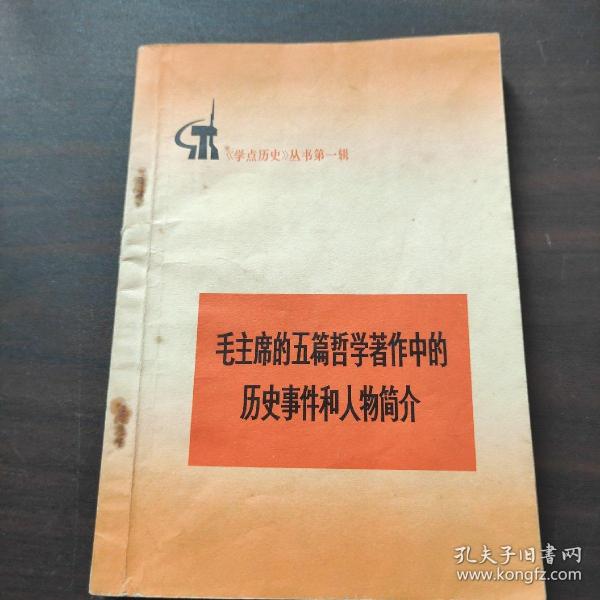 《学点历史》丛书第一辑
毛主席的五篇哲学著作中的
历史事件和人物简介
孔夫子旧書网
www.kongfz.com